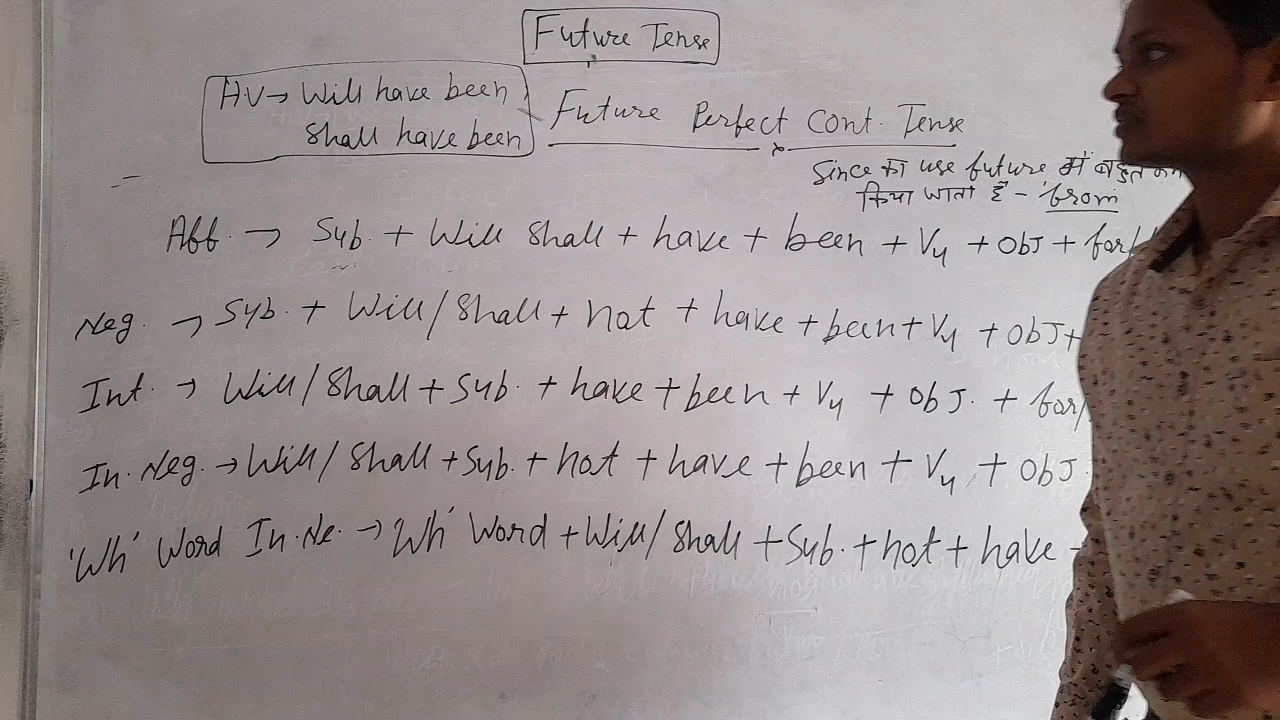 Future Tense
HV → Will have been
Shall have been
Future Perfect Cont. Tense
Since का use future में बहुत कम
किया जाता है - 'from
Aff. → Sub. + Will Shall + have + been + V4 + Obj + for/
Neg. → Sub. + Will/Shall + not + have + been + V4 + Obj +
Int. → Will/Shall + Sub. + have + been + V4 + Obj. + for/
In. Neg. → Will/Shall + Sub. + not + have + been + V4 + Obj
'Wh' Word In. Ne. → Wh' Word + Will/Shall + Sub. + not + have +